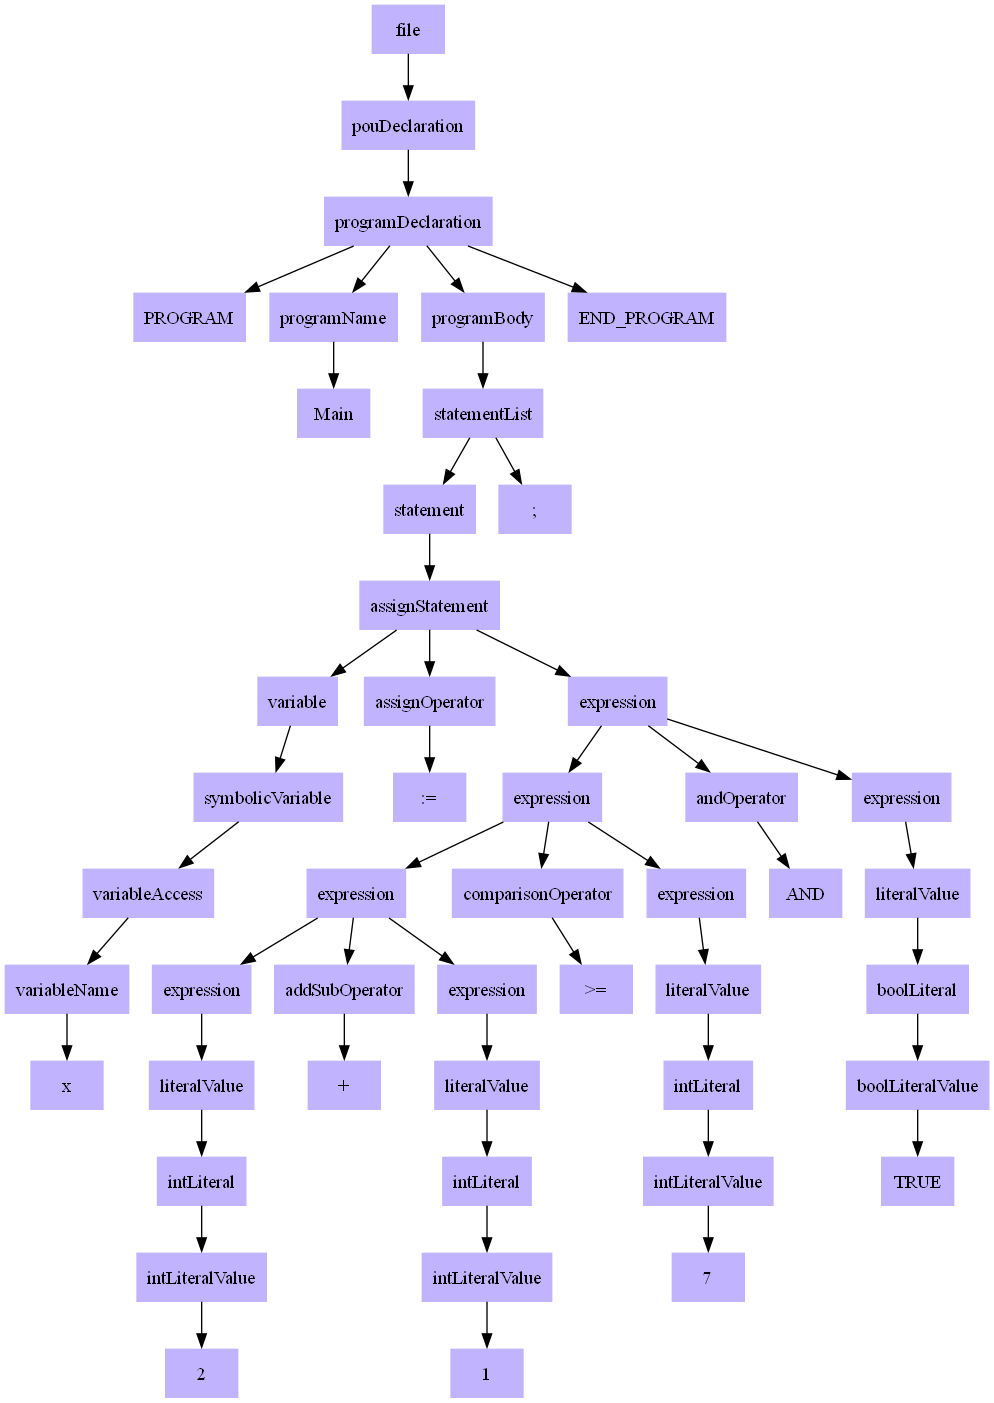 file
pouDeclaration
programDeclaration
PROGRAM programName programBody END_PROGRAM
Main statementList
statement ;
assignStatement
variable assignOperator expression
symbolicVariable := expression andOperator expression
variableAccess expression comparisonOperator expression AND literalValue
variableName expression addSubOperator expression >= literalValue boolLiteral
x literalValue + literalValue intLiteral boolLiteralValue
intLiteral intLiteral intLiteralValue TRUE
intLiteralValue intLiteralValue 7
2 1